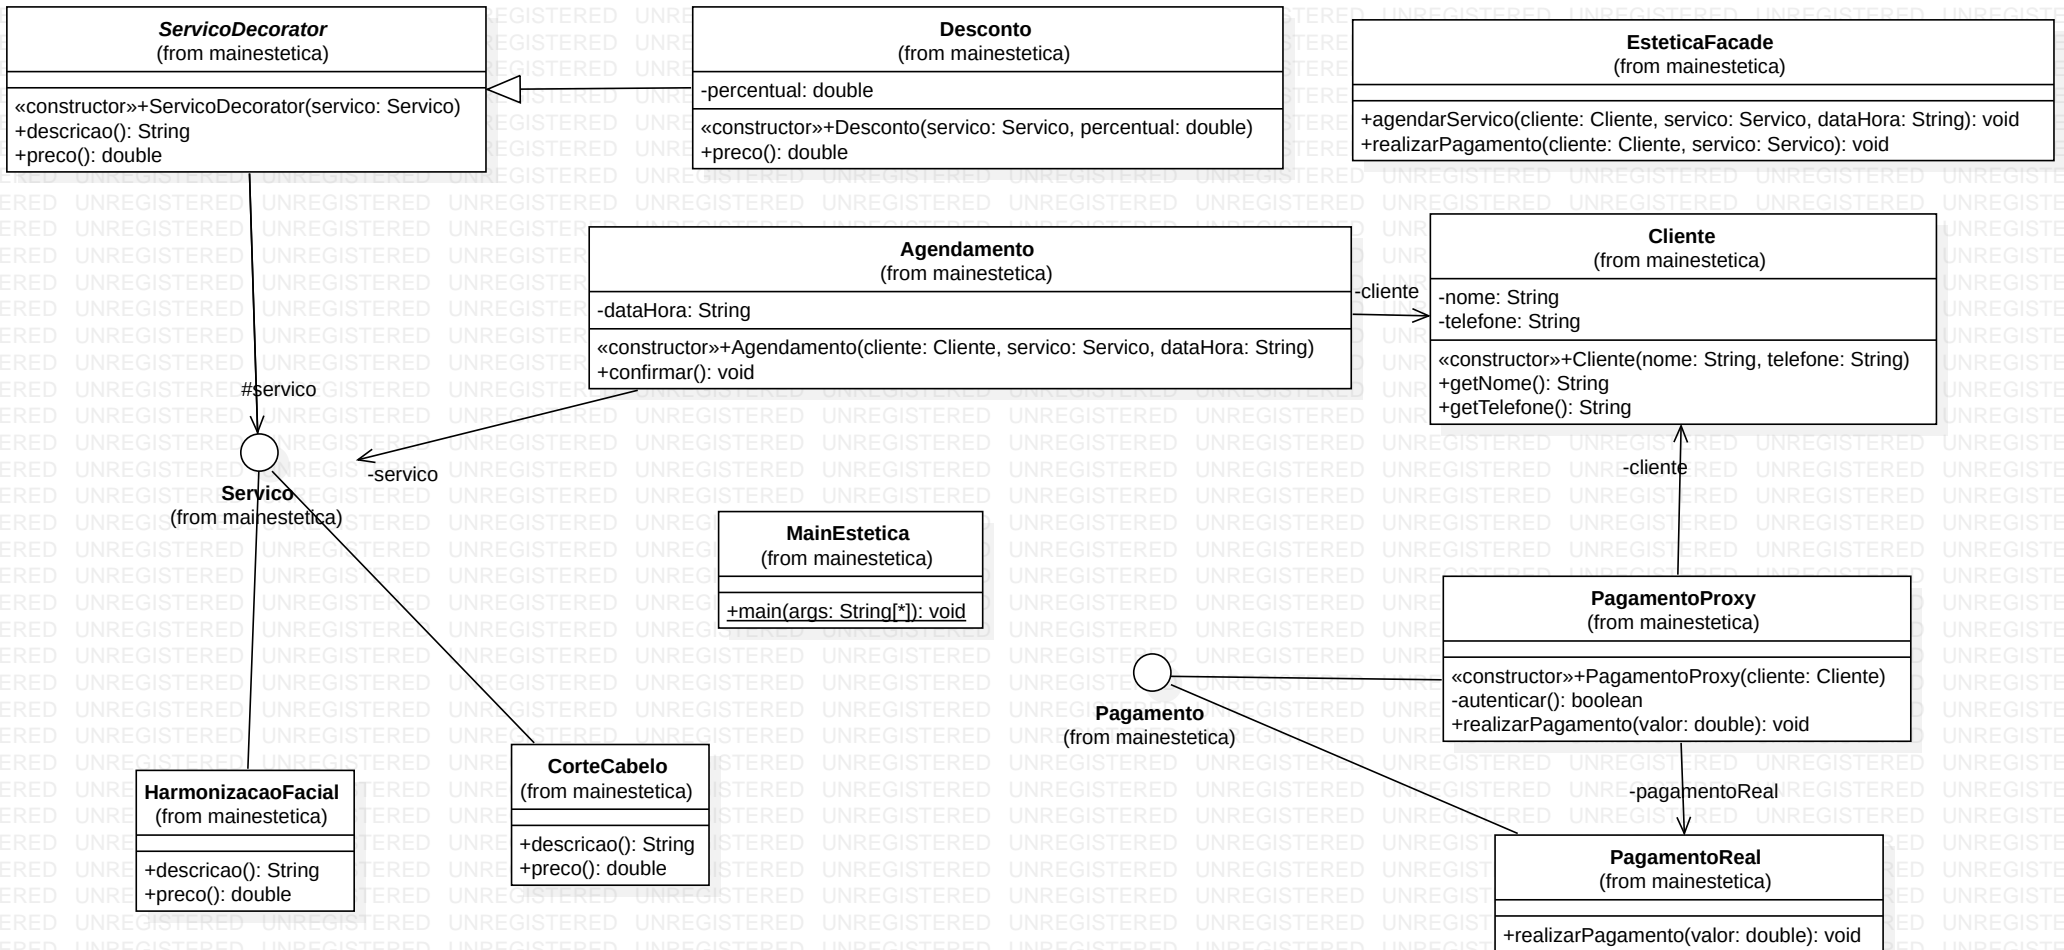 ServicoDecorator
(from mainestetica)
«constructor»+ServicoDecorator(servico: Servico)
+descricao(): String
+preco(): double
Desconto
(from mainestetica)
-percentual: double
«constructor»+Desconto(servico: Servico, percentual: double)
+preco(): double
EsteticaFacade
(from mainestetica)
+agendarServico(cliente: Cliente, servico: Servico, dataHora: String): void
+realizarPagamento(cliente: Cliente, servico: Servico): void
Agendamento
(from mainestetica)
-dataHora: String
«constructor»+Agendamento(cliente: Cliente, servico: Servico, dataHora: String)
+confirmar(): void
-cliente
Cliente
(from mainestetica)
-nome: String
-telefone: String
«constructor»+Cliente(nome: String, telefone: String)
+getNome(): String
+getTelefone(): String
#servico
-servico
Servico
(from mainestetica)
-cliente
MainEstetica
(from mainestetica)
+main(args: String[*]): void
PagamentoProxy
(from mainestetica)
«constructor»+PagamentoProxy(cliente: Cliente)
-autenticar(): boolean
+realizarPagamento(valor: double): void
Pagamento
(from mainestetica)
-pagamentoReal
HarmonizacaoFacial
(from mainestetica)
+descricao(): String
+preco(): double
CorteCabelo
(from mainestetica)
+descricao(): String
+preco(): double
PagamentoReal
(from mainestetica)
+realizarPagamento(valor: double): void
UNREGISTERED